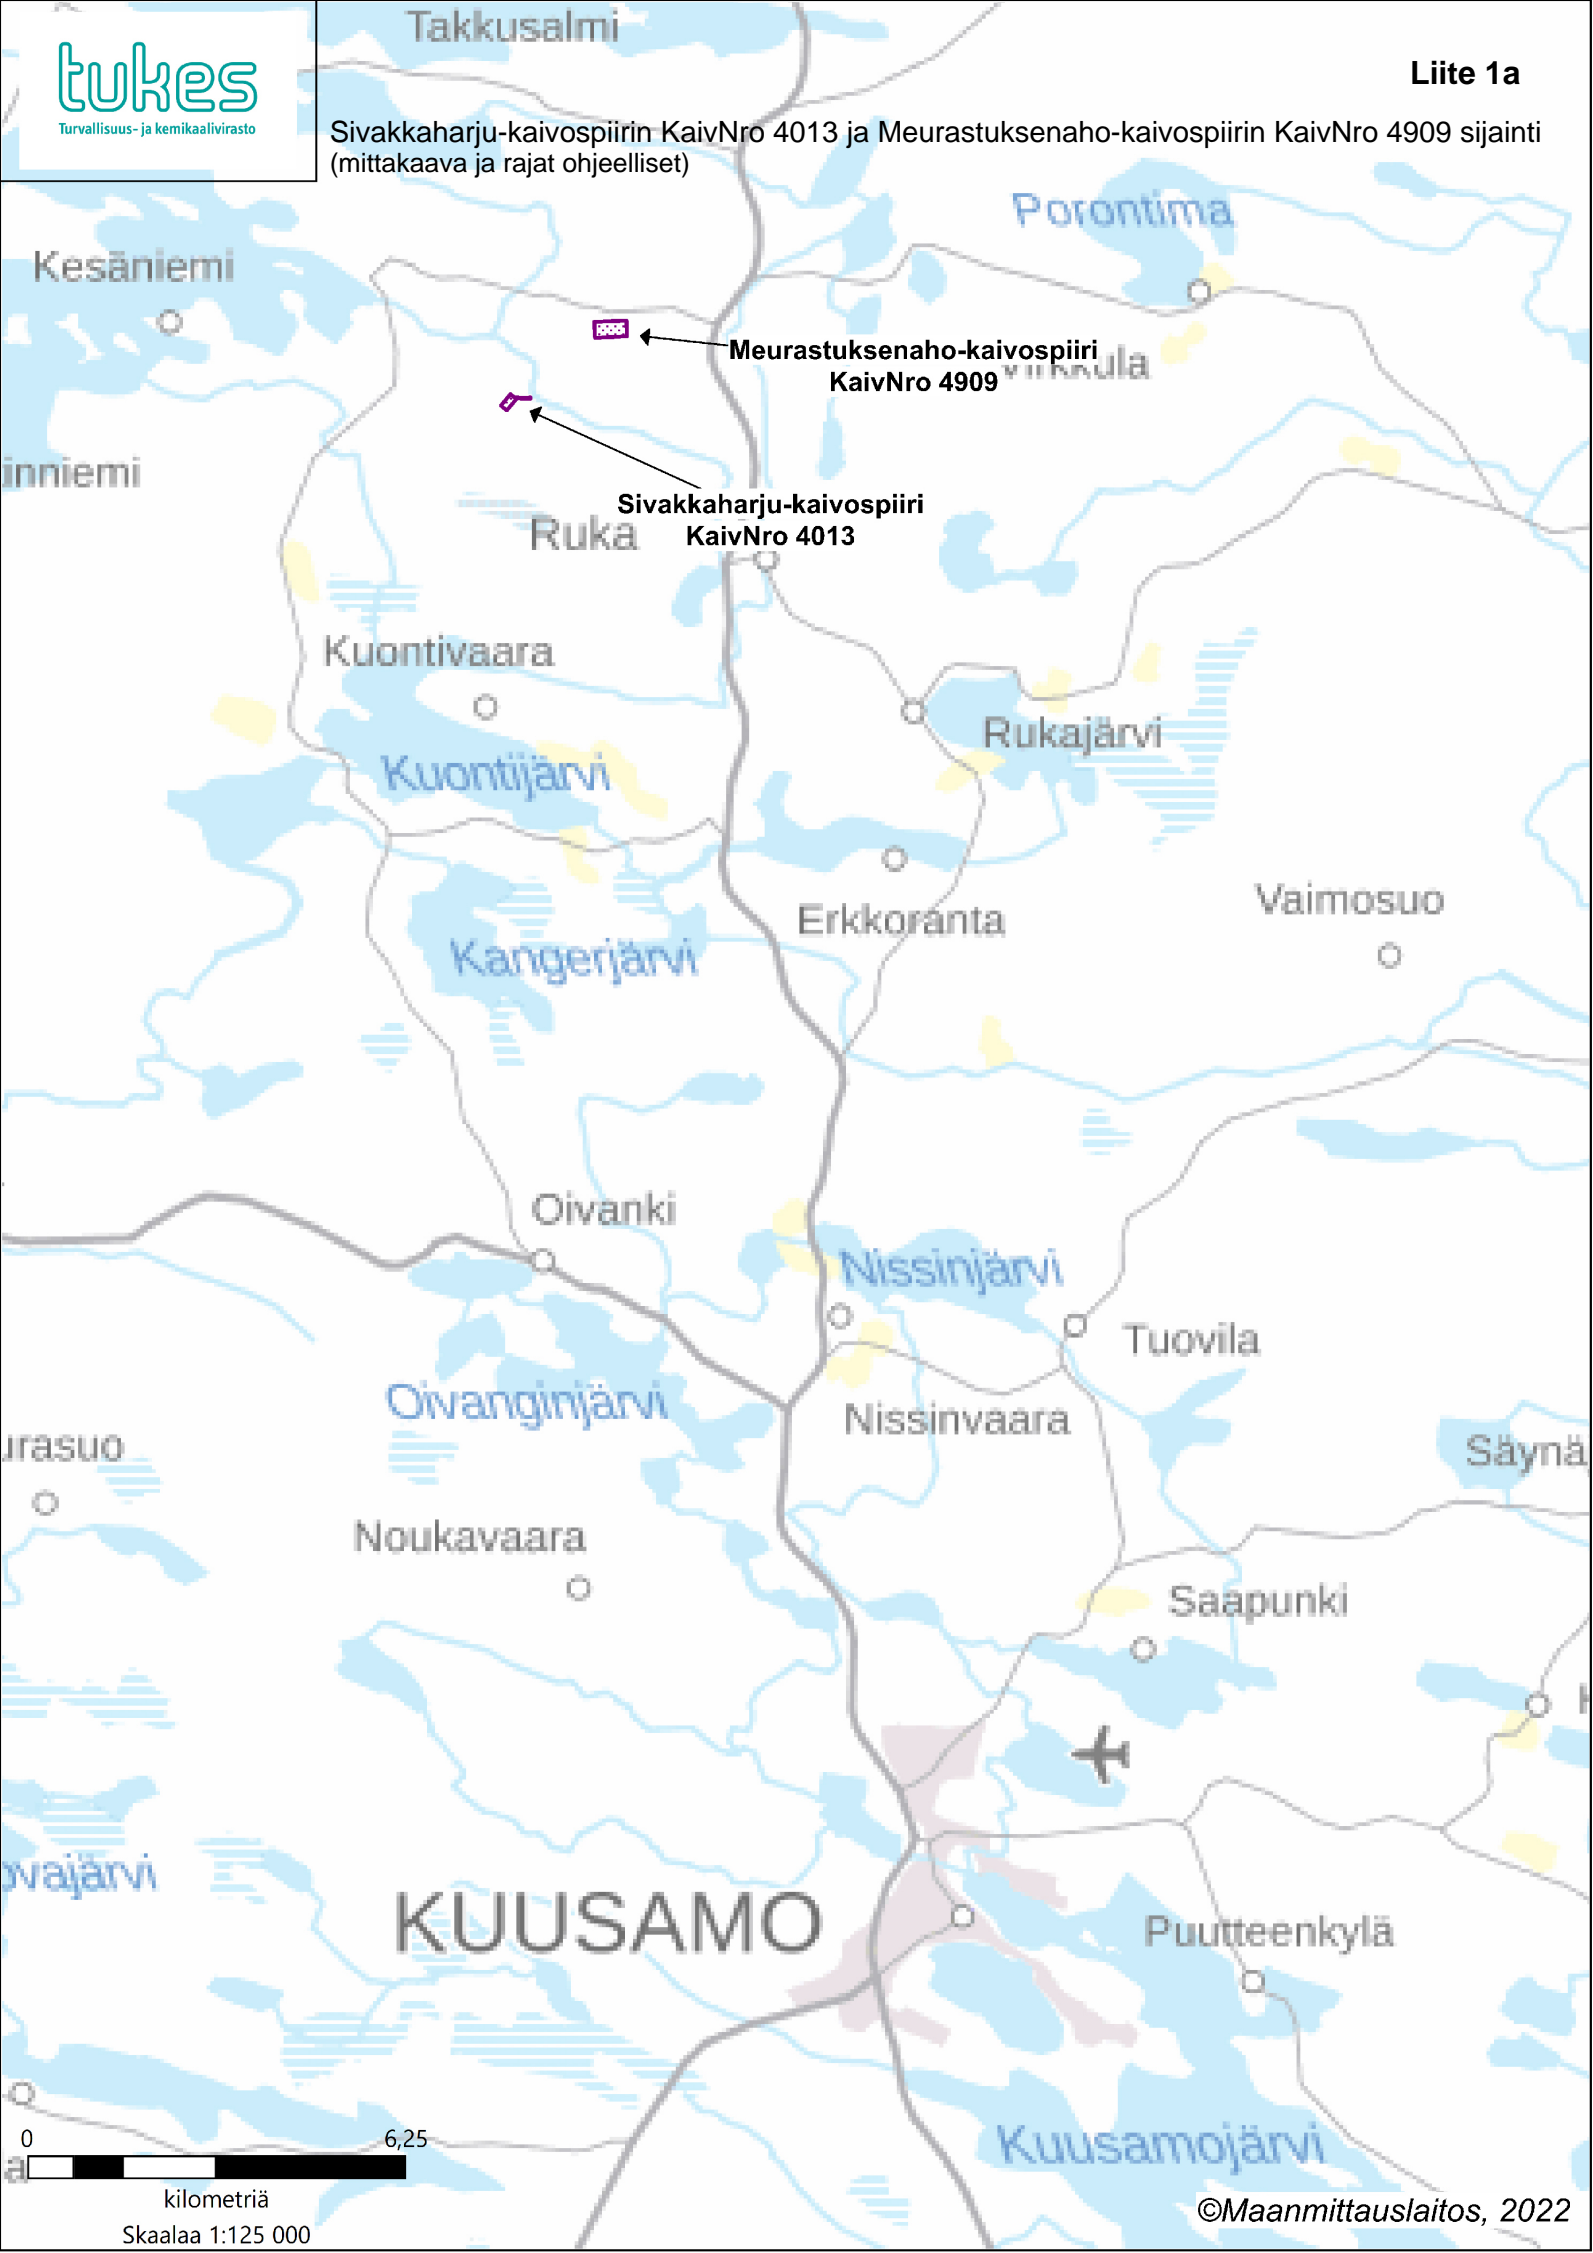 Takkusalmi
tukes
Turvallisuus- ja kemikaalivirasto
Liite 1a
Sivakkaharju-kaivospiirin KaivNro 4013 ja Meurastuksenaho-kaivospiirin KaivNro 4909 sijainti
(mittakaava ja rajat ohjeelliset)
Porontima
Kesäniemi
Meurastuksenaho-kaivospiiri
KaivNro 4909
Virkkula
inniemi
Sivakkaharju-kaivospiiri
KaivNro 4013
Ruka
Kuontivaara
Rukajärvi
Kuontijärvi
Vaimosuo
Erkkoranta
Kangerjärvi
Oivanki
Nissinjärvi
Tuovila
Oivanginjärvi
Nissinvaara
urasuo
Säynä
Noukavaara
Saapunki
ovajärvi
KUUSAMO
Puutteenkylä
Kuusamojärvi
0 6,25
a
kilometriä
Skaalaa 1:125 000
©Maanmittauslaitos, 2022